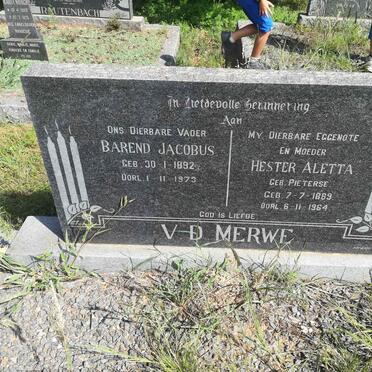 RAUTENBACH
In Liefdevolle Herinnering
Aan
ONS DIERBARE VADER
BAREND JACOBUS
GEB. 30-1-1892
OORL. 1-11-1973
MY DIERBARE EGGENOTE
EN MOEDER
HESTER ALETTA
GEB. PIETERSE
GEB. 7-7-1889
OORL. 6-11-1964
GOD IS LIEFDE
V.D. MERWE